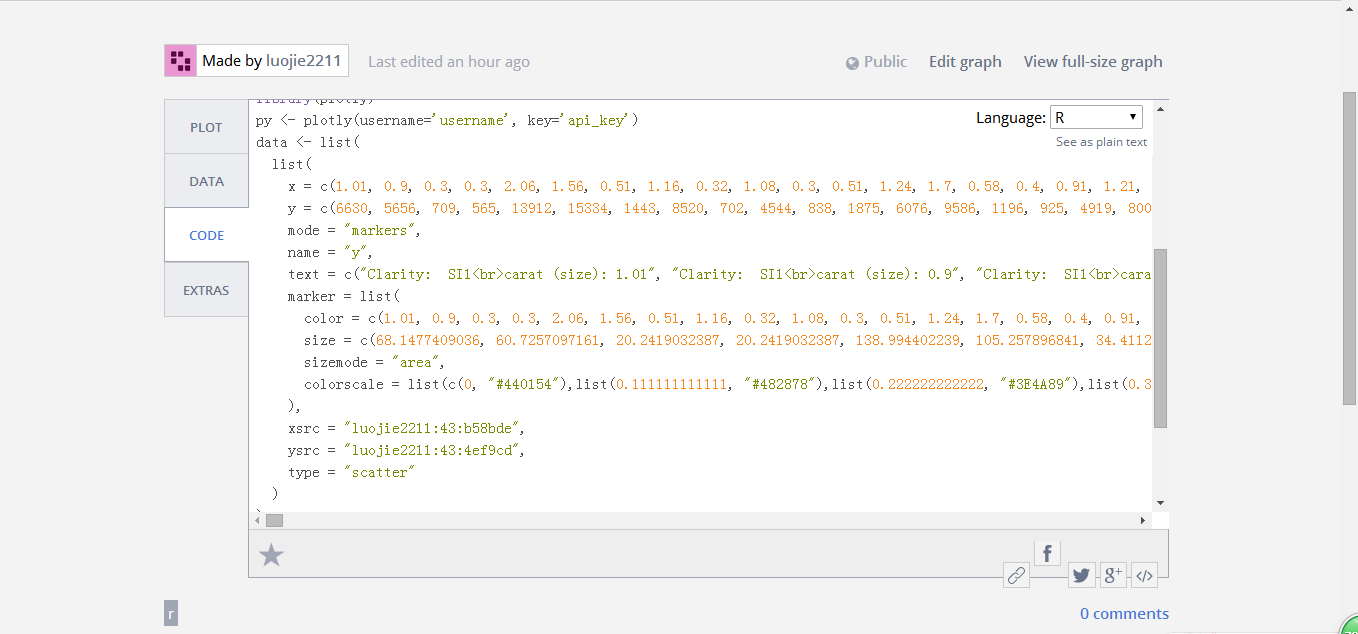 Made by luojie2211
Last edited an hour ago
Public
Edit graph
View full-size graph
PLOT
DATA
CODE
EXTRAS
Language: R
See as plain text
library(plotly)
py <- plotly(username='username', key='api_key')
data <- list(
list(
x = c(1.01, 0.9, 0.3, 0.3, 2.06, 1.56, 0.51, 1.16, 0.32, 1.08, 0.3, 0.51, 1.24, 1.7, 0.58, 0.4, 0.91, 1.21,
y = c(6630, 5656, 709, 565, 13912, 15334, 1443, 8520, 702, 4544, 838, 1875, 6076, 9586, 1196, 925, 4919, 800
mode = "markers",
name = "y",
text = c("Clarity:  SI1<br>carat (size): 1.01", "Clarity:  SI1<br>carat (size): 0.9", "Clarity:  SI1<br>cara
marker = list(
color = c(1.01, 0.9, 0.3, 0.3, 2.06, 1.56, 0.51, 1.16, 0.32, 1.08, 0.3, 0.51, 1.24, 1.7, 0.58, 0.4, 0.91,
size = c(68.1477409036, 60.7257097161, 20.2419032387, 20.2419032387, 138.994402239, 105.257896841, 34.4112
sizemode = "area",
colorscale = list(c(0, "#440154"),list(0.111111111111, "#482878"),list(0.222222222222, "#3E4A89"),list(0.3
),
xsrc = "luojie2211:43:b58bde",
ysrc = "luojie2211:43:4ef9cd",
type = "scatter"
)
r
0 comments